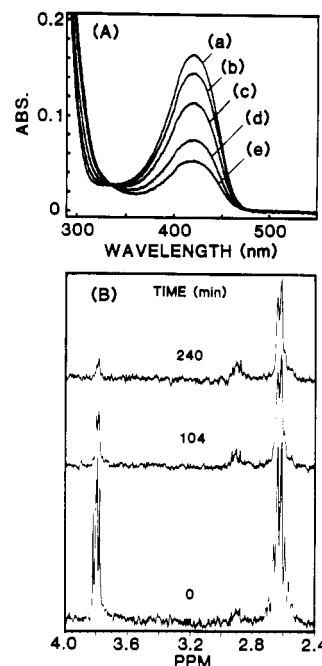 (A)
0.2
0.1
0
ABS.
(a)
(b)
(c)
(d)
(e)
300 400 500
WAVELENGTH (nm)
(B) TIME (min)
240
104
0
4.0 3.6 3.2 2.8 2.4
PPM